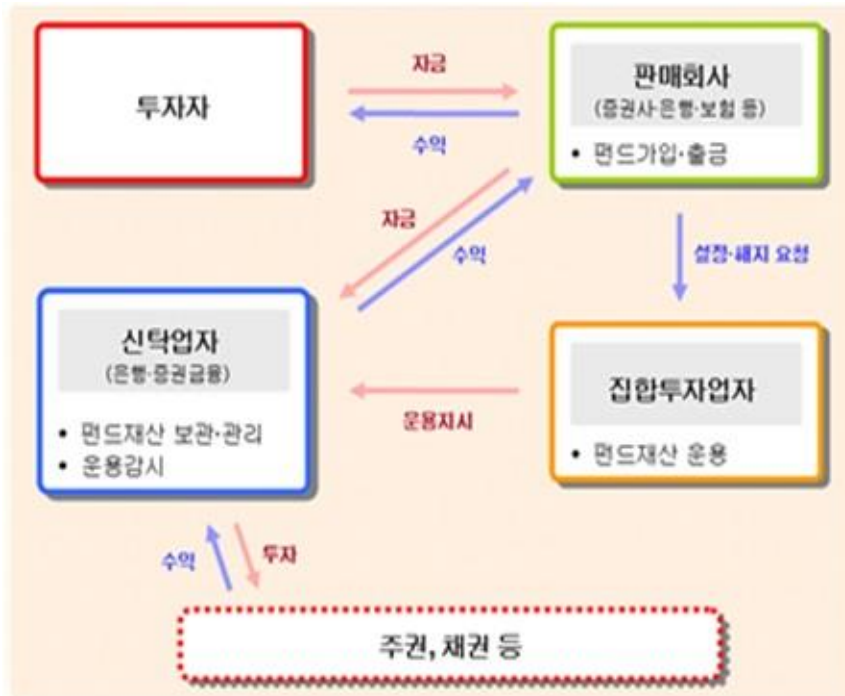 투자자
자금
수익
판매회사
(증권사·은행·보험 등)
• 펀드가입·출금
자금
수익
설정·해지 요청
신탁업자
(은행·증권금융)
• 펀드재산 보관·관리
• 운용감시
운용지시
집합투자업자
• 펀드재산 운용
수익
투자
주권, 채권 등